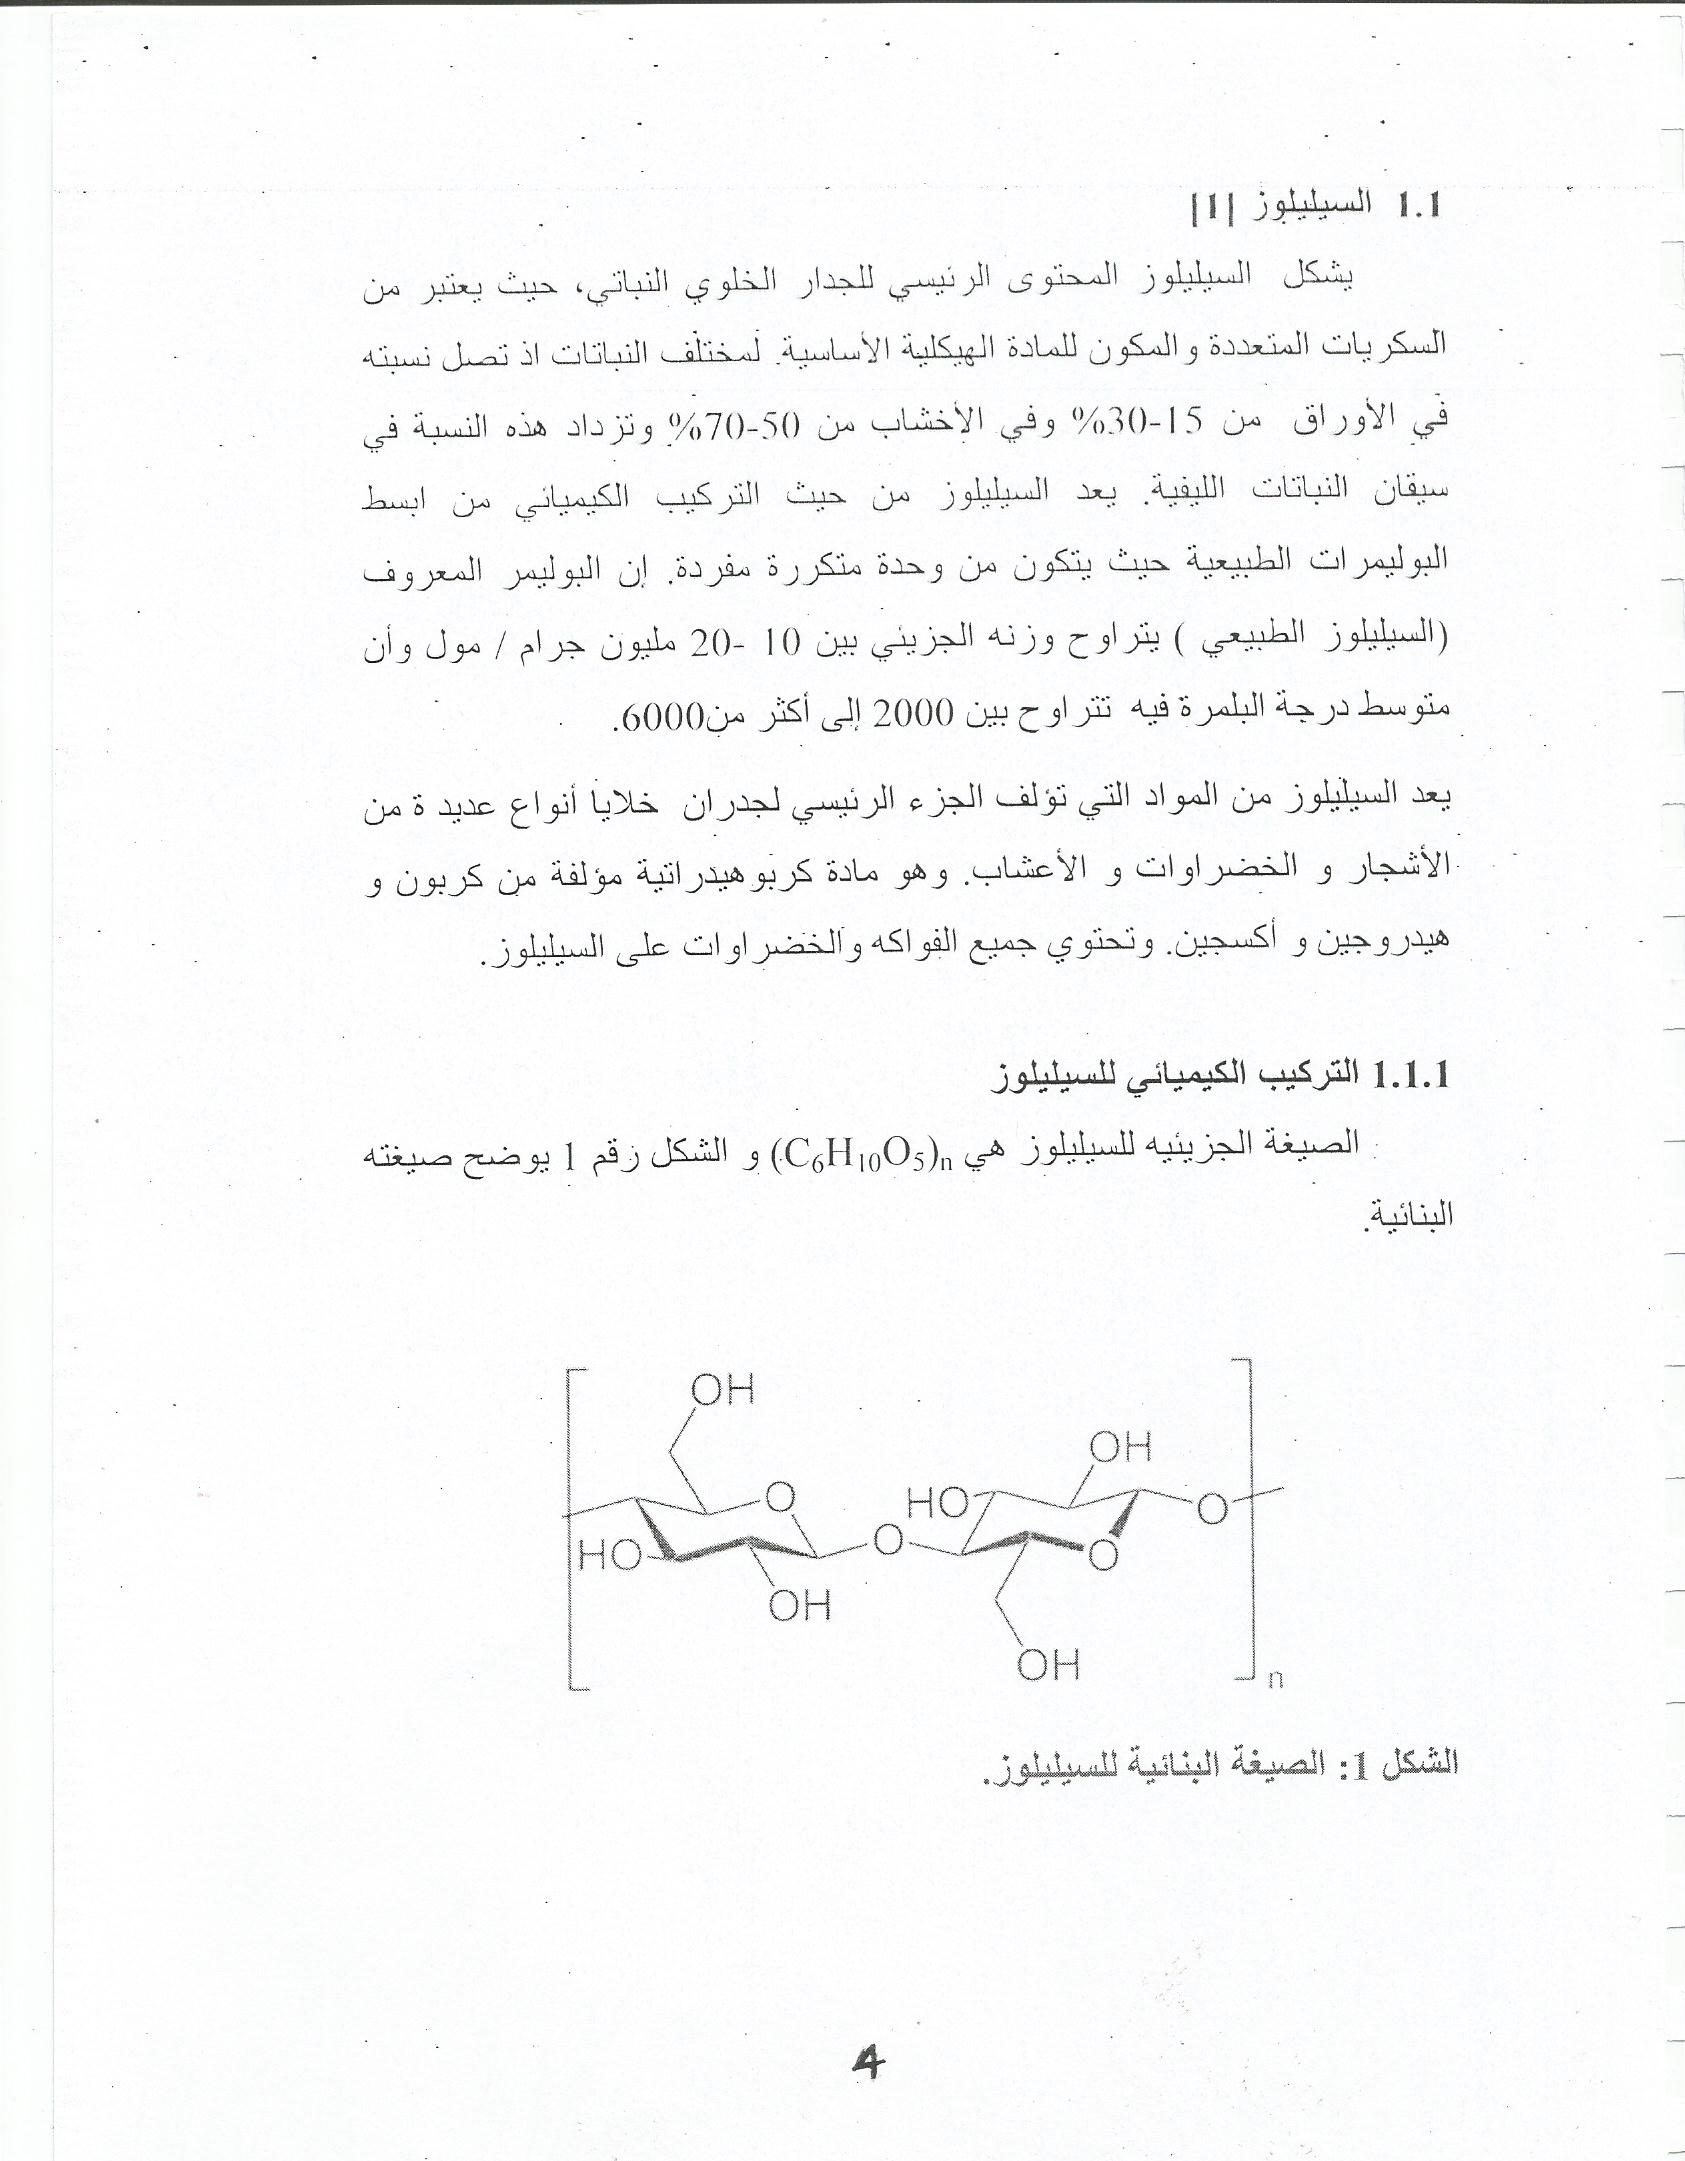 1.1 السيليلوز [1]
يشكل السيليلوز المحتوى الرئيسي للجدار الخلوي النباتي، حيث يعتبر من
السكريات المتعددة والمكون للمادة الهيكلية الأساسية. لمختلف النباتات اذ تصل نسبته
في الأوراق من 15-30% وفي الأخشاب من 50-70% وتزداد هذه النسبة في
سيقان النباتات الليفية. يعد السيليلوز من حيث التركيب الكيميائي من ابسط
البوليمرات الطبيعية حيث يتكون من وحدة متكررة مفردة. إن البوليمر المعروف
(السيليلوز الطبيعي ) يتراوح وزنه الجزيئي بين 10 -20 مليون جرام / مول وأن
متوسط درجة البلمرة فيه تتراوح بين 2000 إلى أكثر من6000.
يعد السيليلوز من المواد التي تؤلف الجزء الرئيسي لجدران خلايا أنواع عديد ة من
الأشجار و الخضراوات و الأعشاب. وهو مادة كربوهيدراتية مؤلفة من كربون و
هيدروجين و أكسجين. وتحتوي جميع الفواكه والخضراوات على السيليلوز.
1.1.1 التركيب الكيميائي للسيليلوز
الصيغة الجزيئيه للسيليلوز هي (C6H10O5)n و الشكل رقم 1 يوضح صيغته
البنائية.
OH
OH
O HO O
HO O O
OH
OH
n
الشكل 1: الصيغة البنائية للسيليلوز.
4